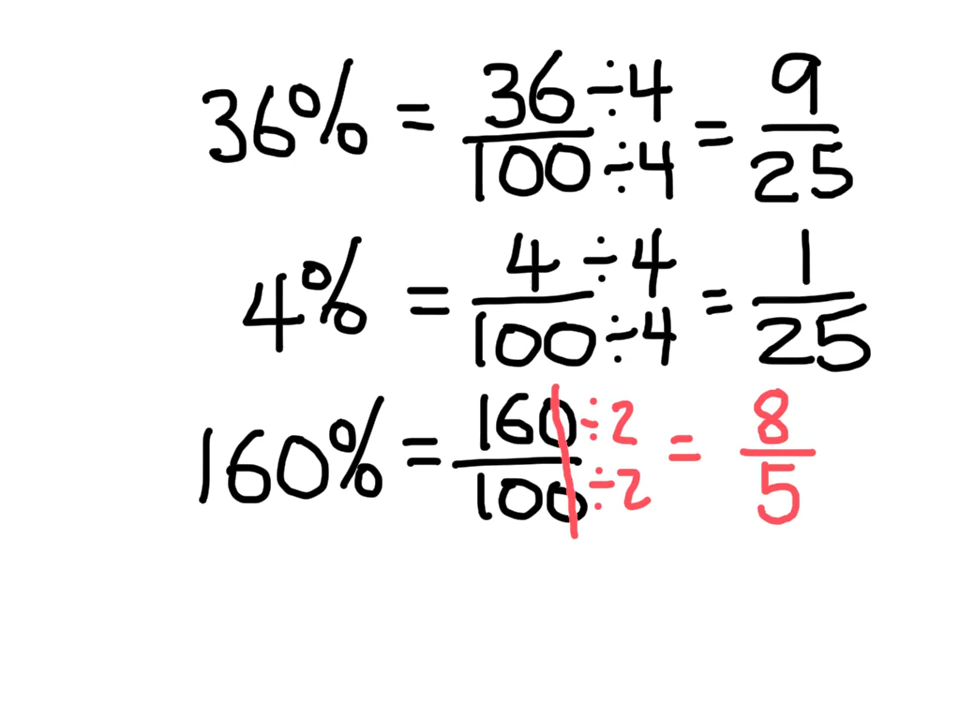 36% = 36÷4/100÷4 = 9/25
4% = 4÷4/100÷4 = 1/25
160% = 160÷2/100÷2 = 8/5